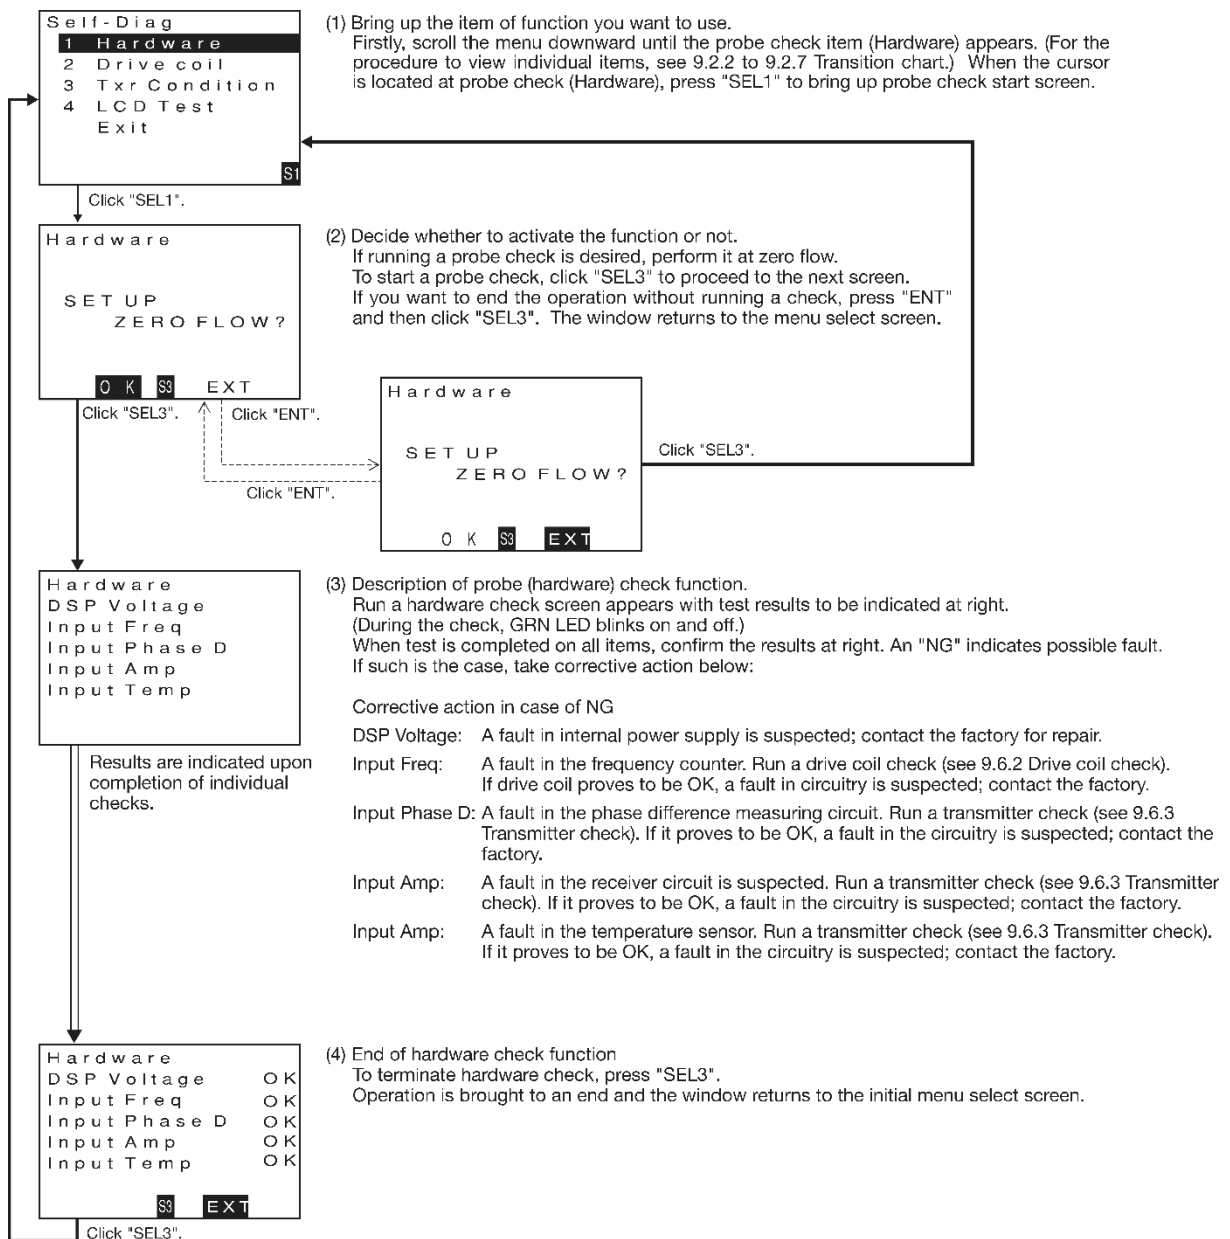 Self-Diag
1 Hardware
2 Drive coil
3 Txr Condition
4 LCD Test
Exit
S1
(1) Bring up the item of function you want to use.
Firstly, scroll the menu downward until the probe check item (Hardware) appears. (For the
procedure to view individual items, see 9.2.2 to 9.2.7 Transition chart.) When the cursor
is located at probe check (Hardware), press "SEL1" to bring up probe check start screen.
Click "SEL1".
Hardware
SET UP
ZERO FLOW?
OK S3 EXT
(2) Decide whether to activate the function or not.
If running a probe check is desired, perform it at zero flow.
To start a probe check, click "SEL3" to proceed to the next screen.
If you want to end the operation without running a check, press "ENT"
and then click "SEL3". The window returns to the menu select screen.
Click "SEL3".
Click "ENT".
Click "ENT".
Hardware
SET UP
ZERO FLOW?
OK S3 EXT
Click "SEL3".
Hardware
DSP Voltage
Input Freq
Input Phase D
Input Amp
Input Temp
Results are indicated upon
completion of individual
checks.
(3) Description of probe (hardware) check function.
Run a hardware check screen appears with test results to be indicated at right.
(During the check, GRN LED blinks on and off.)
When test is completed on all items, confirm the results at right. An "NG" indicates possible fault.
If such is the case, take corrective action below:
Corrective action in case of NG
DSP Voltage: A fault in internal power supply is suspected; contact the factory for repair.
Input Freq: A fault in the frequency counter. Run a drive coil check (see 9.6.2 Drive coil check).
If drive coil proves to be OK, a fault in circuitry is suspected; contact the factory.
Input Phase D: A fault in the phase difference measuring circuit. Run a transmitter check (see 9.6.3
Transmitter check). If it proves to be OK, a fault in the circuitry is suspected; contact the
factory.
Input Amp: A fault in the receiver circuit is suspected. Run a transmitter check (see 9.6.3 Transmitter
check). If it proves to be OK, a fault in the circuitry is suspected; contact the factory.
Input Amp: A fault in the temperature sensor. Run a transmitter check (see 9.6.3 Transmitter check).
If it proves to be OK, a fault in the circuitry is suspected; contact the factory.
Hardware
DSP Voltage OK
Input Freq OK
Input Phase D OK
Input Amp OK
Input Temp OK
S3 EXT
Click "SEL3".
(4) End of hardware check function
To terminate hardware check, press "SEL3".
Operation is brought to an end and the window returns to the initial menu select screen.